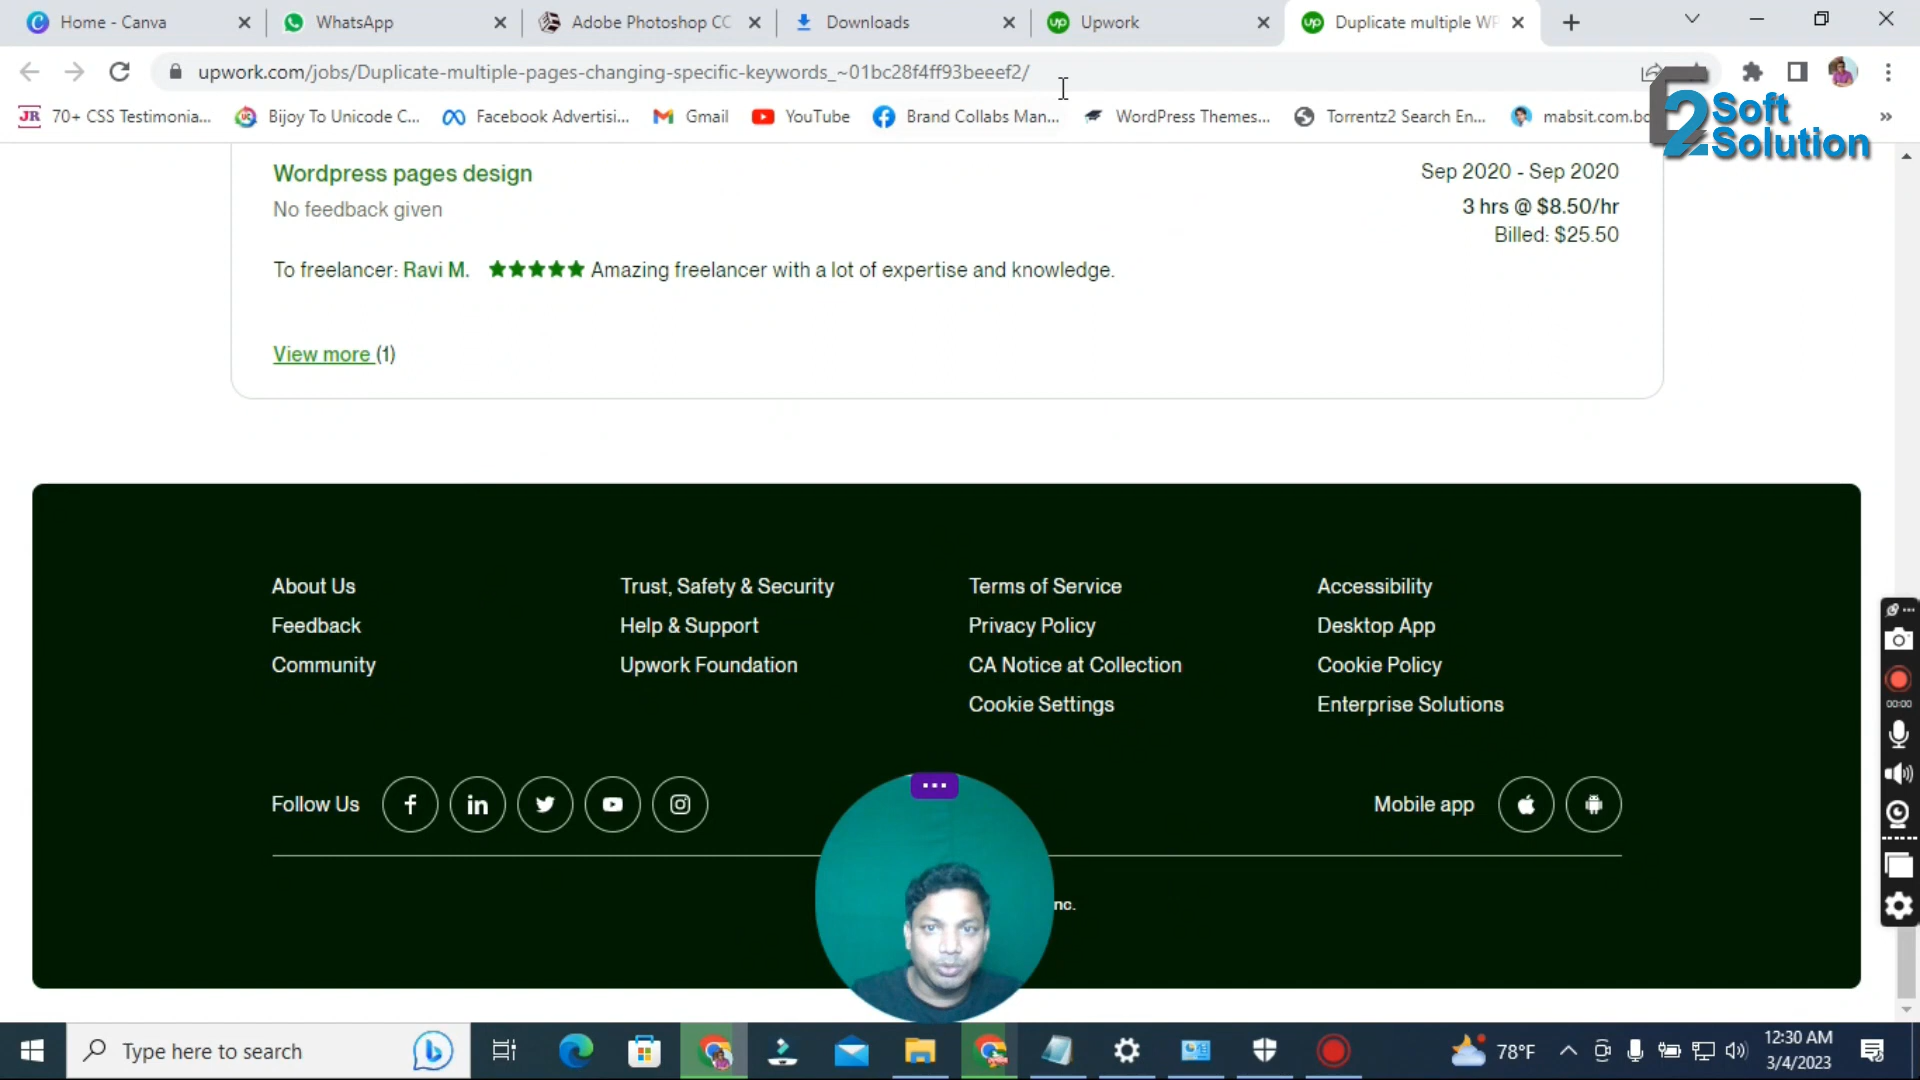 Home - Canva
WhatsApp
Adobe Photoshop CC
Downloads
Upwork
Duplicate multiple WP
upwork.com/jobs/Duplicate-multiple-pages-changing-specific-keywords_~01bc28f4ff93beeef2/
70+ CSS Testimonia...
Bijoy To Unicode C...
Facebook Advertisi...
Gmail
YouTube
Brand Collabs Man...
WordPress Themes...
Torrentz2 Search En...
mabsit.com.bd
2 Soft
Solution
Wordpress pages design
Sep 2020 - Sep 2020
No feedback given
3 hrs @ $8.50/hr
Billed: $25.50
To freelancer: Ravi M. Amazing freelancer with a lot of expertise and knowledge.
View more (1)
About Us
Trust, Safety & Security
Terms of Service
Accessibility
Feedback
Help & Support
Privacy Policy
Desktop App
Community
Upwork Foundation
CA Notice at Collection
Cookie Policy
Cookie Settings
Enterprise Solutions
Follow Us
Mobile app
nc.
00:00
Type here to search
78°F
12:30 AM
3/4/2023